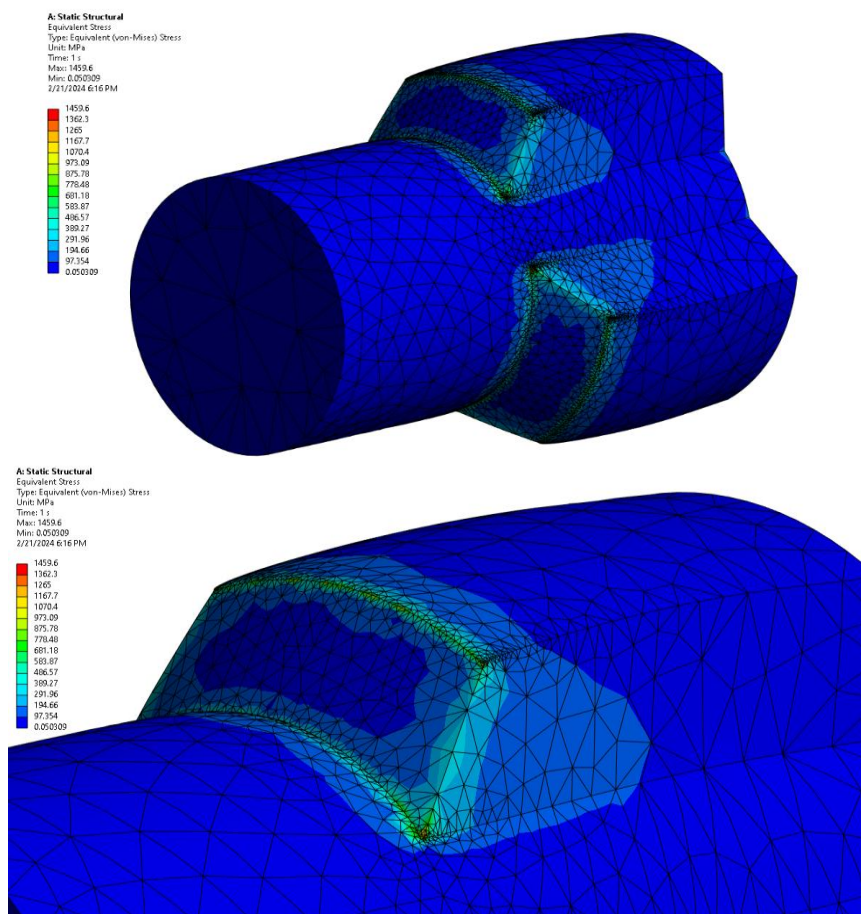 A: Static Structural
Equivalent Stress
Type: Equivalent (von-Mises) Stress
Unit: MPa
Time: 1 s
Max: 1459.6
Min: 0.050309
2/21/2024 6:16 PM
1459.6
1362.3
1265
1167.7
1070.4
973.09
875.78
778.48
681.18
583.87
486.57
389.27
291.96
194.66
97.354
0.050309
A: Static Structural
Equivalent Stress
Type: Equivalent (von-Mises) Stress
Unit: MPa
Time: 1 s
Max: 1459.6
Min: 0.050309
2/21/2024 6:16 PM
1459.6
1362.3
1265
1167.7
1070.4
973.09
875.78
778.48
681.18
583.87
486.57
389.27
291.96
194.66
97.354
0.050309